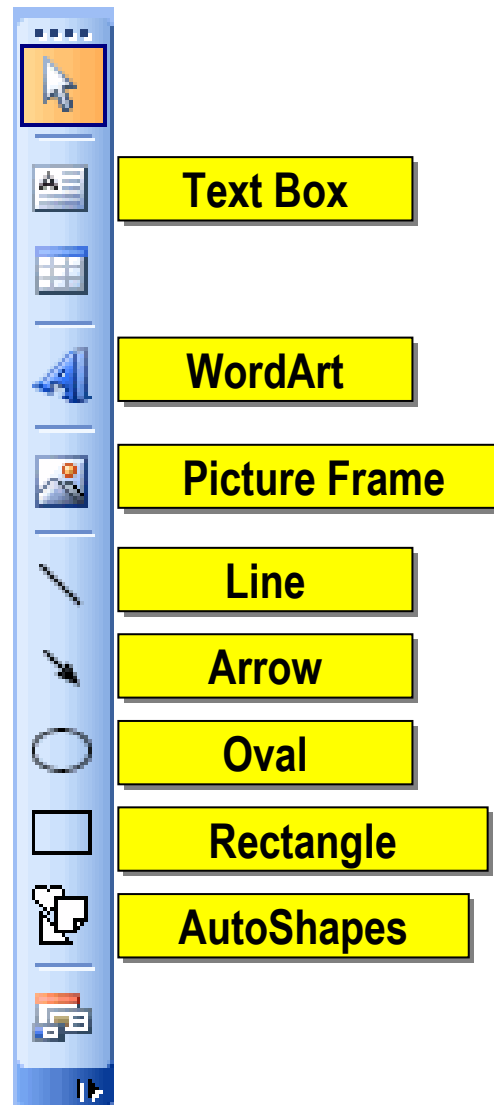 Text Box
WordArt
Picture Frame
Line
Arrow
Oval
Rectangle
AutoShapes